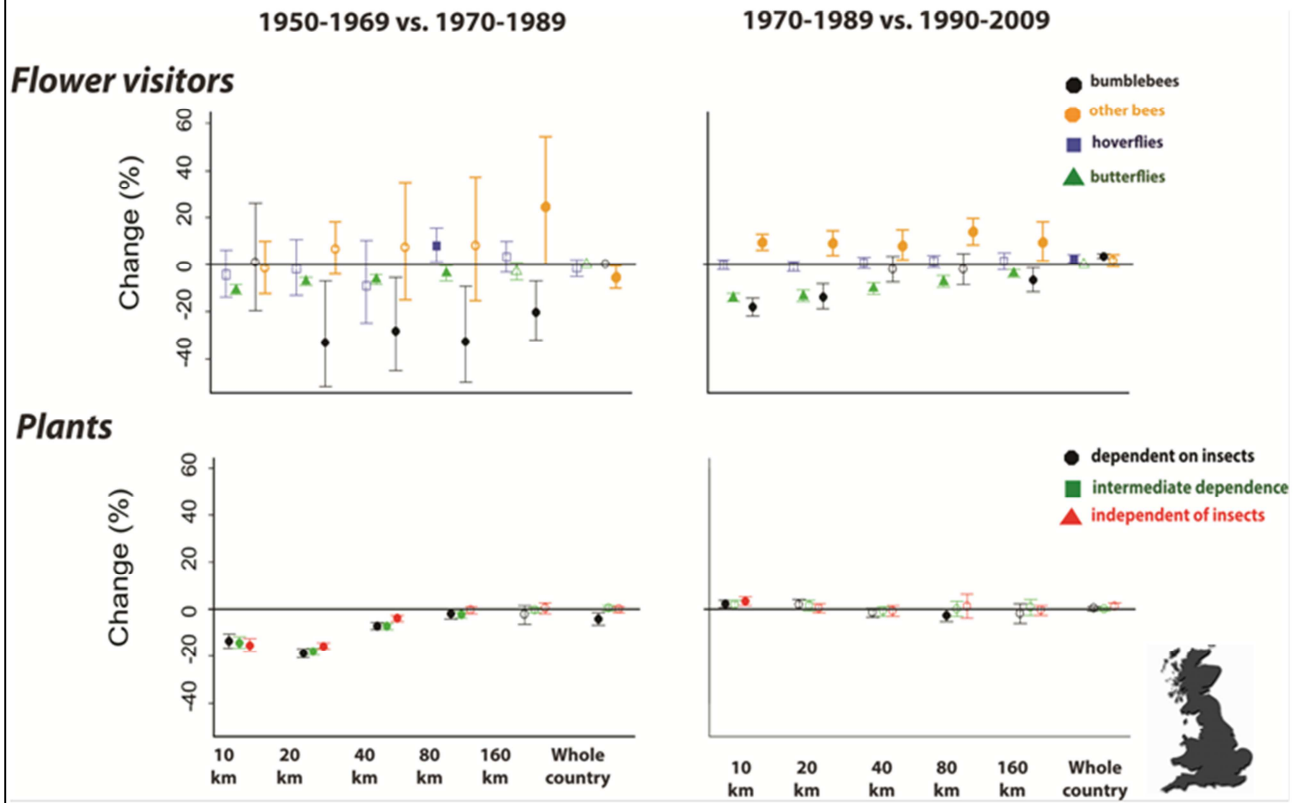 1950-1969 vs. 1970-1989
1970-1989 vs. 1990-2009
Flower visitors
bumblebees
other bees
hoverflies
butterflies
Change (%)
60
40
20
0
-20
-40
Plants
dependent on insects
intermediate dependence
independent of insects
Change (%)
60
40
20
0
-20
-40
10 20 40 80 160 Whole
km km km km km country
10 20 40 80 160 Whole
km km km km km country